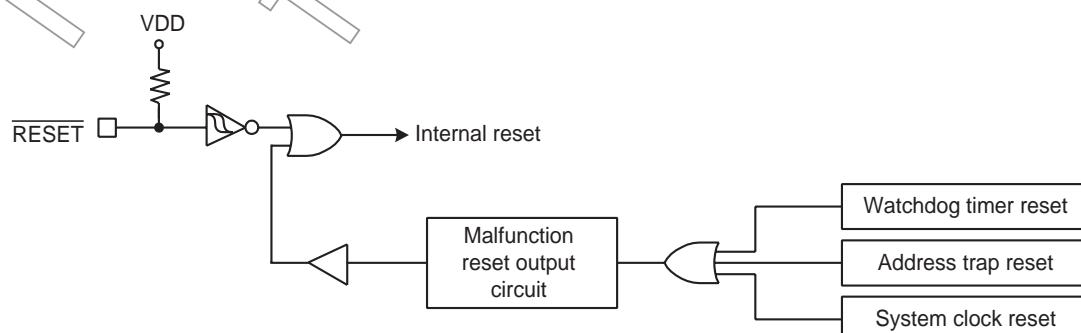 VDD
RESET
Internal reset
Watchdog timer reset
Malfunction
reset output
circuit
Address trap reset
System clock reset